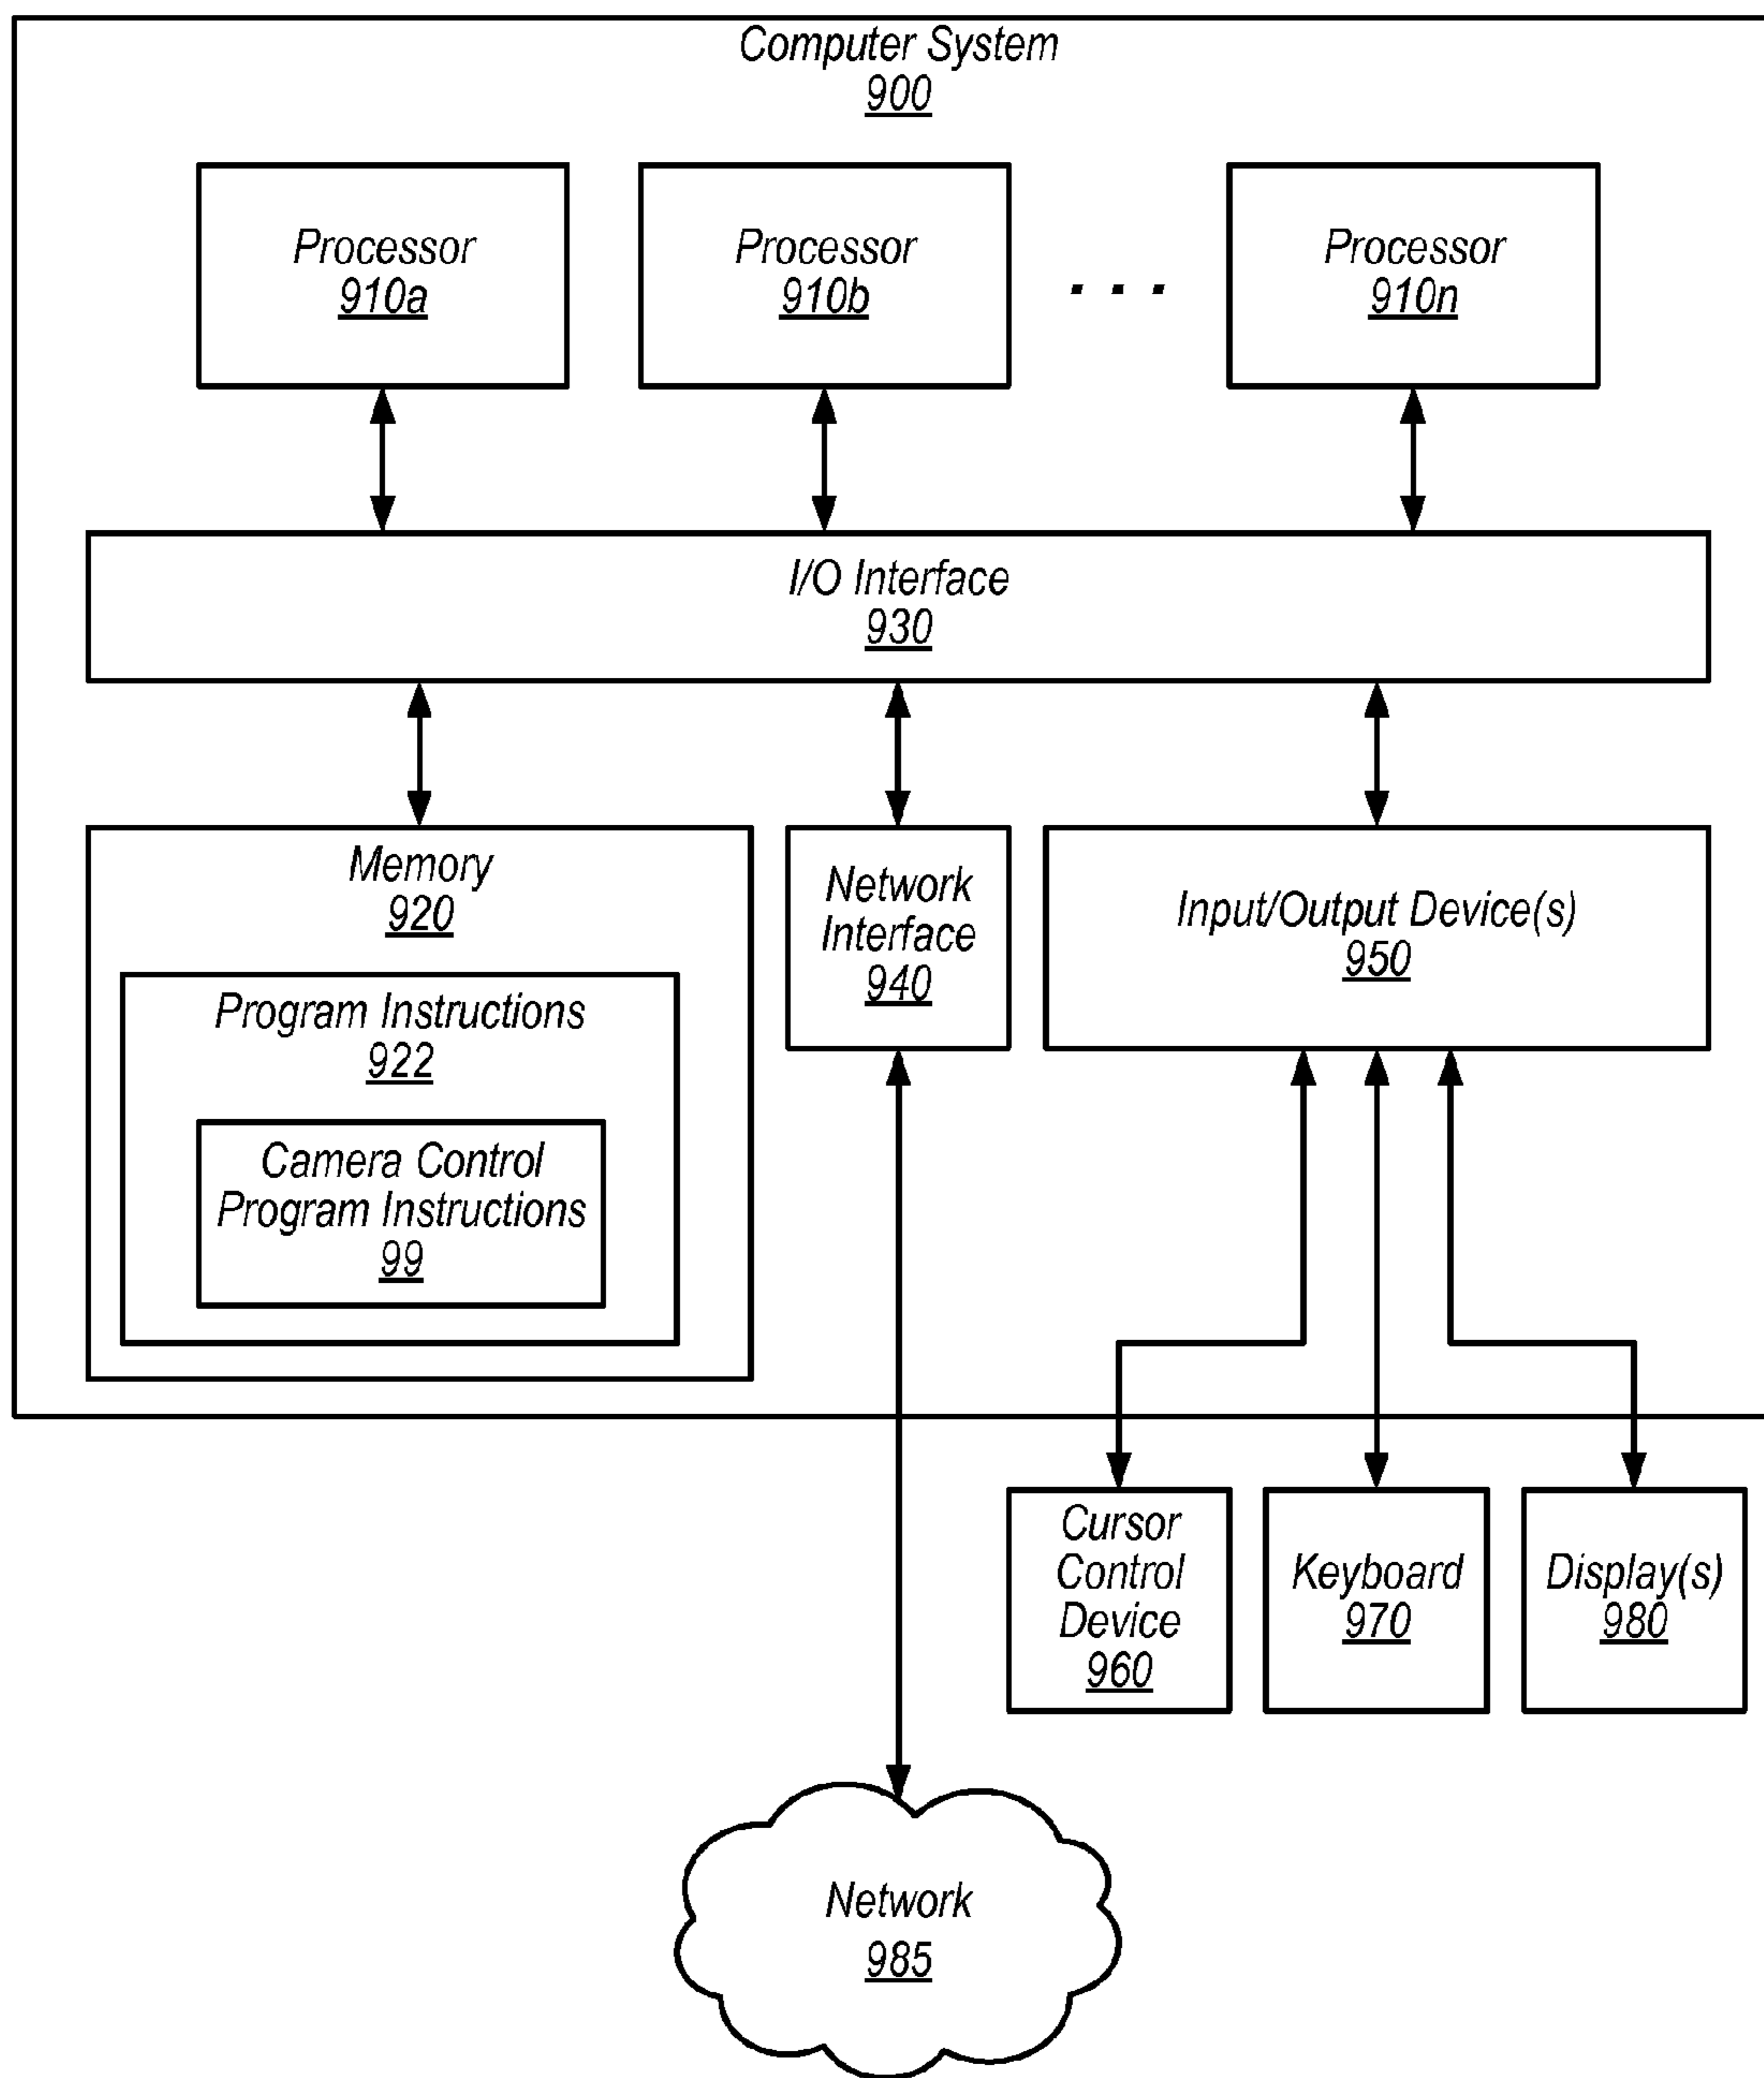 Computer System
900
Processor
910a
Processor
910b
. . .
Processor
910n
I/O Interface
930
Memory
920
Program Instructions
922
Camera Control
Program Instructions
99
Network
Interface
940
Input/Output Device(s)
950
Cursor
Control
Device
960
Keyboard
970
Display(s)
980
Network
985